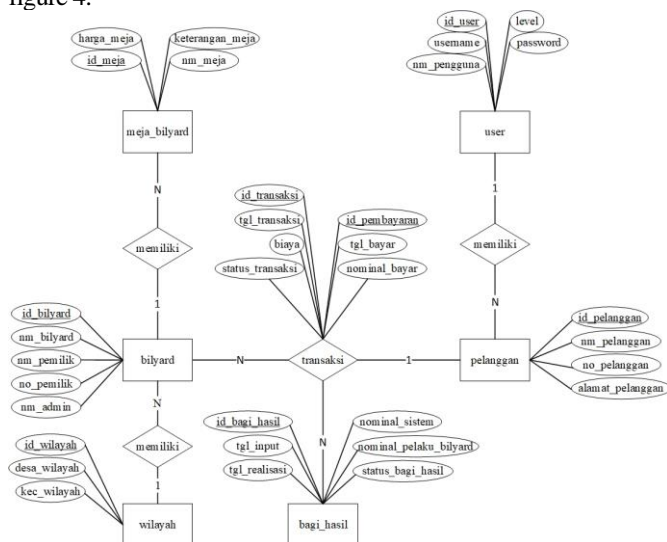 figure 4.
harga_meja
keterangan_meja
id_meja
nm_meja
meja_bilyard
id_user
level
username
password
nm_pengguna
user
N
memiliki
1
1
memiliki
N
id_transaksi
tgl_transaksi
biaya
status_transaksi
id_pembayaran
tgl_bayar
nominal_bayar
id_bilyard
nm_bilyard
nm_pemilik
no_pemilik
nm_admin
bilyard
N
transaksi
1
pelanggan
id_pelanggan
nm_pelanggan
no_pelanggan
alamat_pelanggan
N
memiliki
1
id_wilayah
desa_wilayah
kec_wilayah
wilayah
N
id_bagi_hasil
tgl_input
tgl_realisasi
nominal_sistem
nominal_pelaku_bilyard
status_bagi_hasil
bagi_hasil